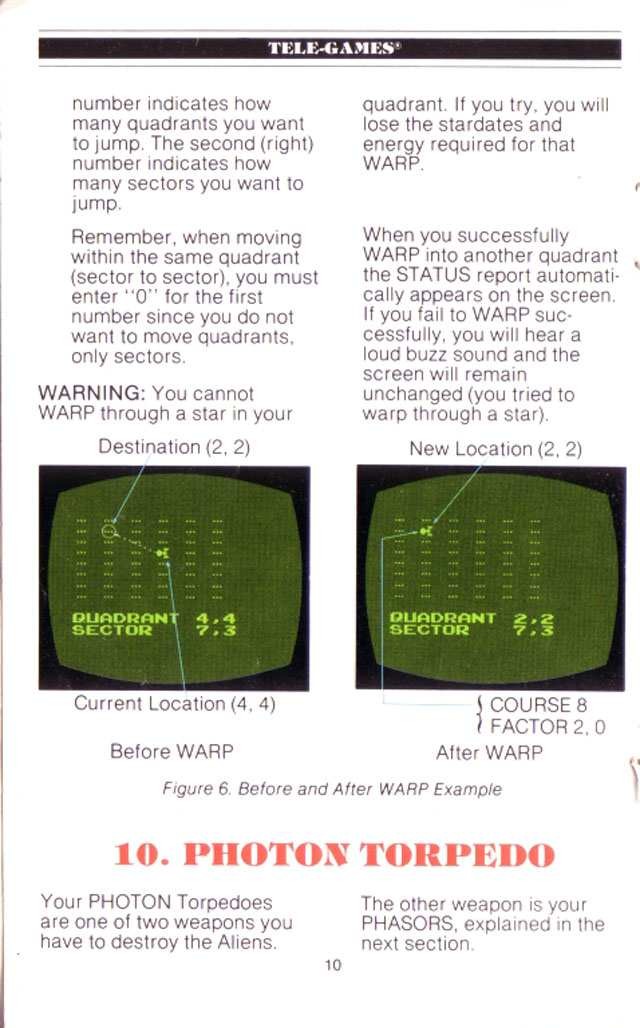 TELE-GAMES®
number indicates how
many quadrants you want
to jump. The second (right)
number indicates how
many sectors you want to
jump.
Remember, when moving
within the same quadrant
(sector to sector), you must
enter ''0'' for the first
number since you do not
want to move quadrants,
only sectors.
WARNING: You cannot
WARP through a star in your
quadrant. If you try, you will
lose the stardates and
energy required for that
WARP.
When you successfully
WARP into another quadrant
the STATUS report automati-
cally appears on the screen.
If you fail to WARP suc-
cessfully, you will hear a
loud buzz sound and the
screen will remain
unchanged (you tried to
warp through a star).
Destination (2, 2)
QUADRANT 4,4
SECTOR 7,3
Current Location (4, 4)
Before WARP
New Location (2, 2)
QUADRANT 2,2
SECTOR 7,3
COURSE 8
FACTOR 2, 0
After WARP
Figure 6. Before and After WARP Example
10. PHOTON TORPEDO
Your PHOTON Torpedoes
are one of two weapons you
have to destroy the Aliens.
The other weapon is your
PHASORS, explained in the
next section.
10